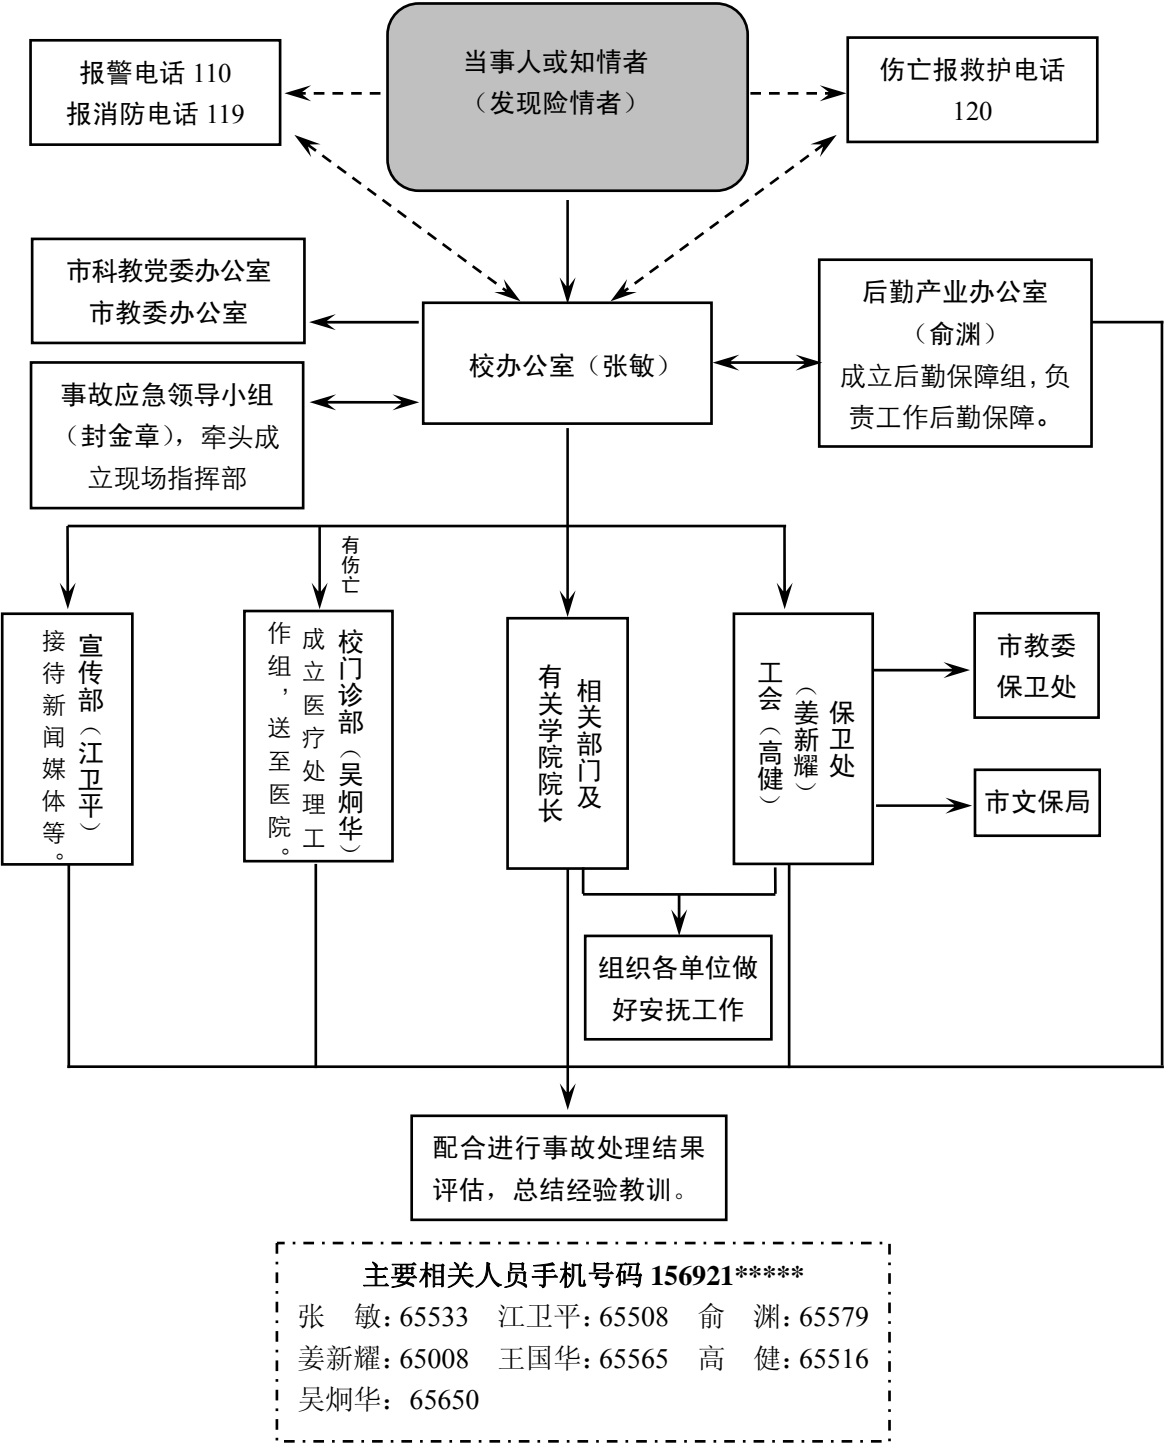 当事人或知情者
（发现险情者）
报警电话 110
报消防电话 119
伤亡报救护电话
120
市科教党委办公室
市教委办公室
校办公室（张敏）
后勤产业办公室
（俞渊）
成立后勤保障组，负
责工作后勤保障。
事故应急领导小组
（封金章），牵头成
立现场指挥部
有伤亡
宣传部（江卫平）
接待新闻媒体等。
校门诊部（吴炯华）
成立医疗处理工
作组，送至医院。
相关部门及
有关学院院长
保卫处
（姜新耀）
工会（高健）
市教委
保卫处
市文保局
组织各单位做
好安抚工作
配合进行事故处理结果
评估，总结经验教训。
主要相关人员手机号码 156921*****
张　敏：65533　江卫平：65508　俞　渊：65579
姜新耀：65008　王国华：65565　高　健：65516
吴炯华：65650